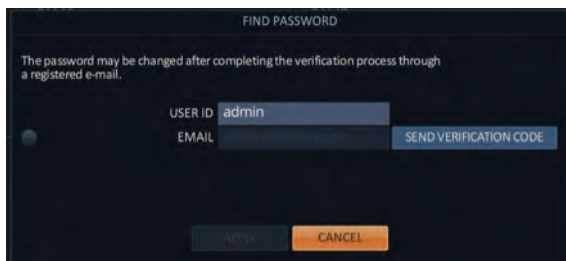 FIND PASSWORD
The password may be changed after completing the verification process through
a registered e-mail.
USER ID admin
EMAIL SEND VERIFICATION CODE
APPLY CANCEL